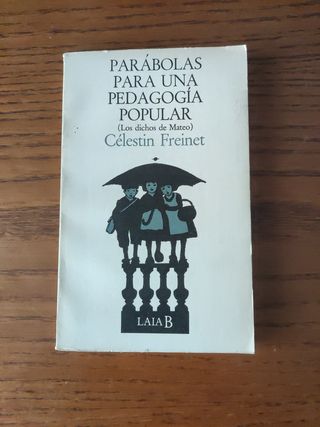 PARÁBOLAS
PARA UNA
PEDAGOGÍA
POPULAR
(Los dichos de Mateo)
Célestin Freinet
LAIA B